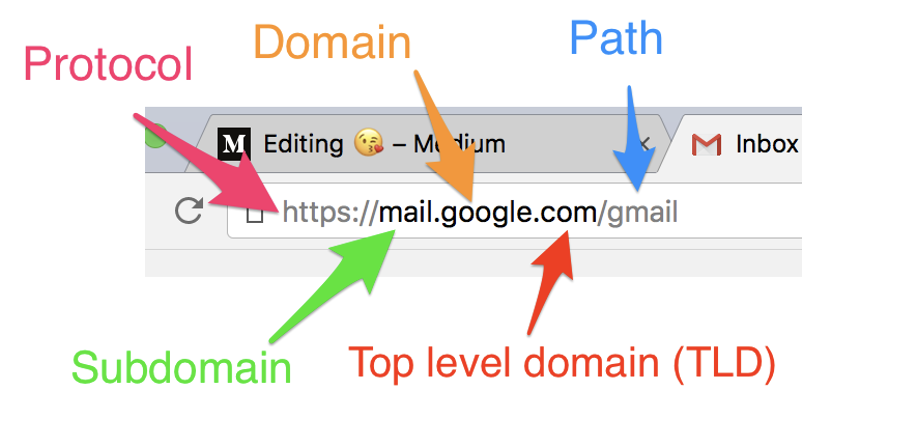 Path
Domain
Protocol
M Editing 😘 – Medium
Inbox
https://mail.google.com/gmail
Subdomain
Top level domain (TLD)